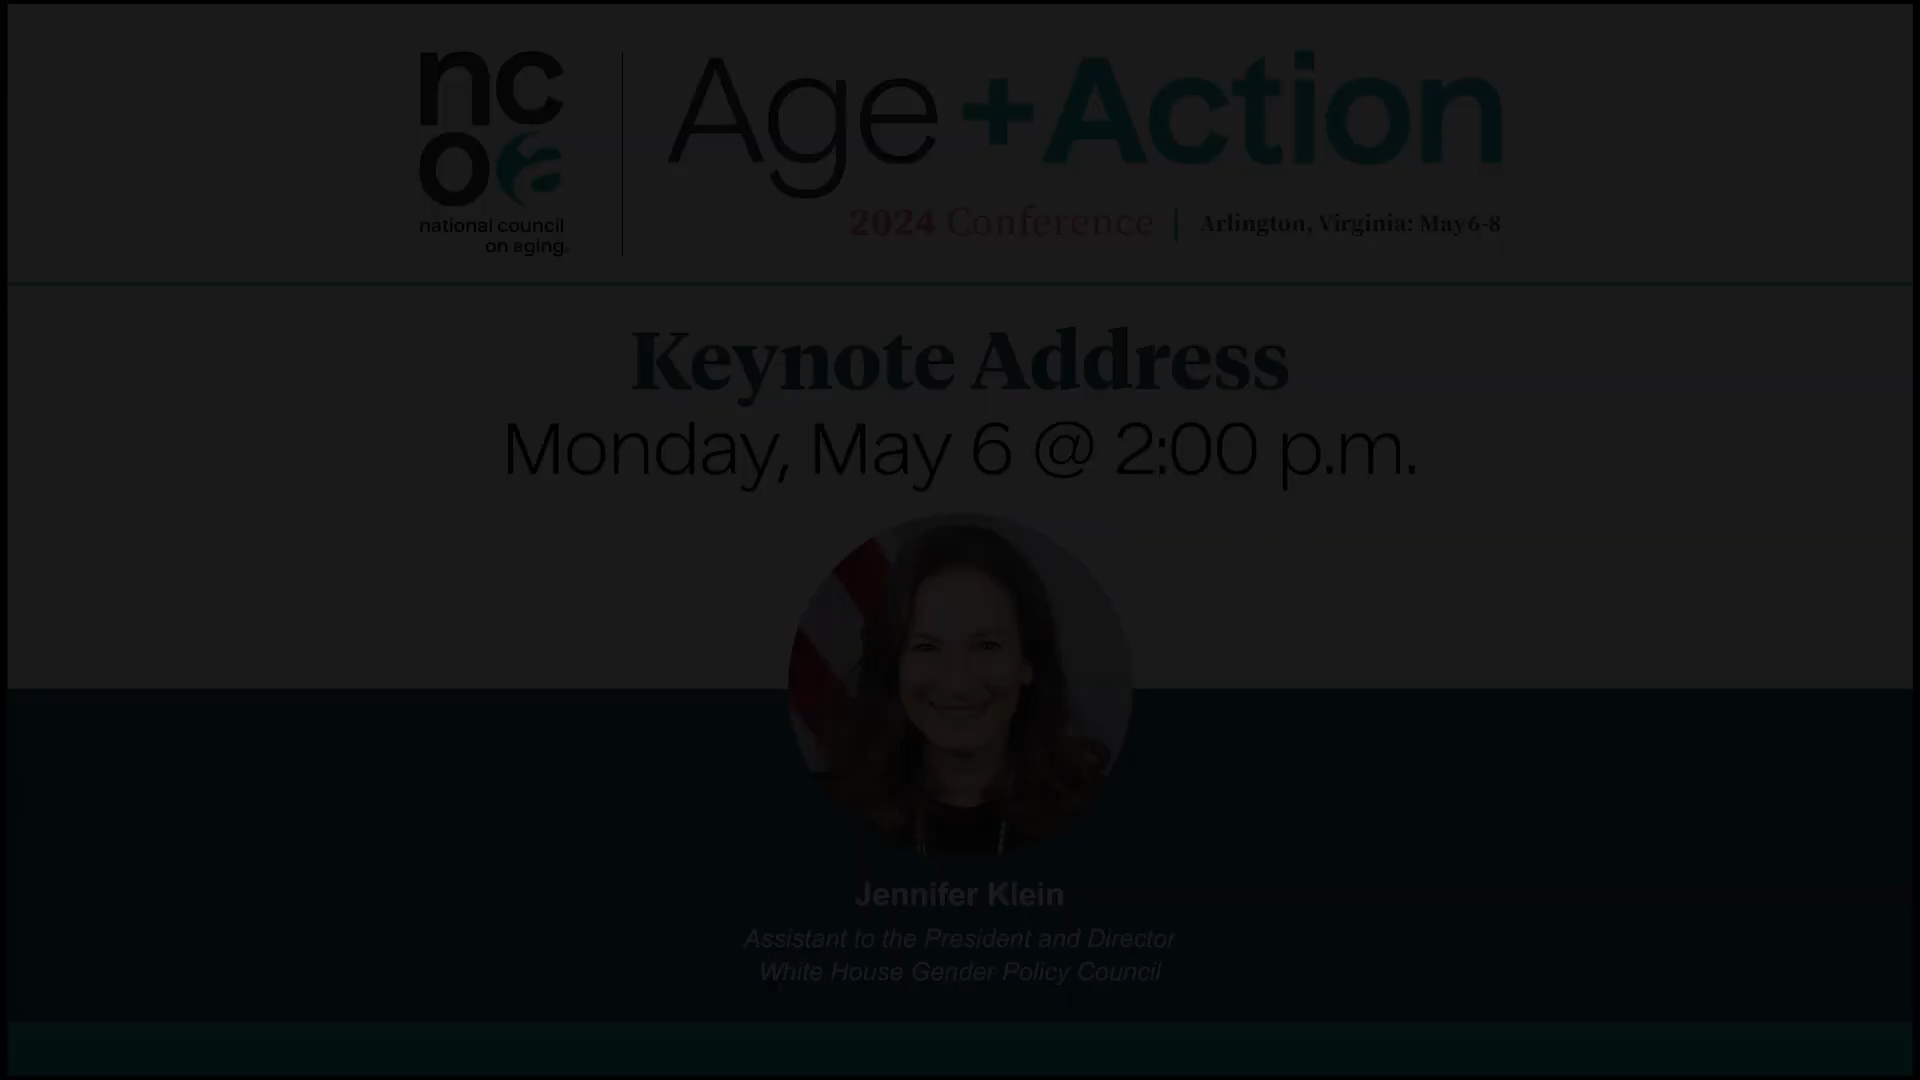 nc
oa
national council
on aging
Age +Action
2024 Conference | Arlington, Virginia: May 6-8
Keynote Address
Monday, May 6 @ 2:00 p.m.
Jennifer Klein
Assistant to the President and Director
White House Gender Policy Council